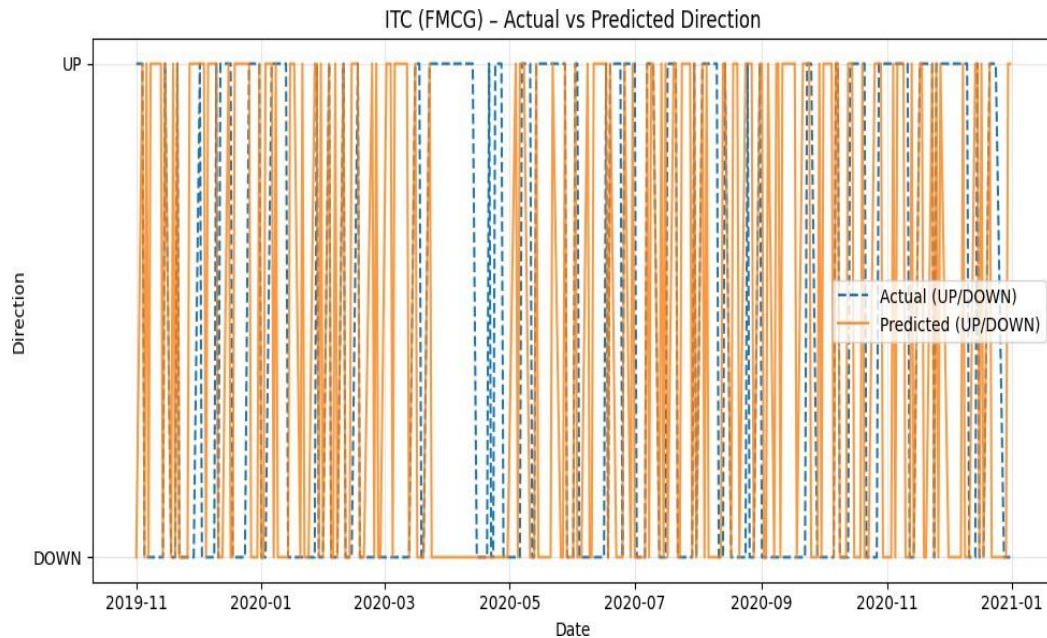 ITC (FMCG) – Actual vs Predicted Direction
UP
DOWN
Direction
Actual (UP/DOWN)
Predicted (UP/DOWN)
2019-11
2020-01
2020-03
2020-05
2020-07
2020-09
2020-11
2021-01
Date